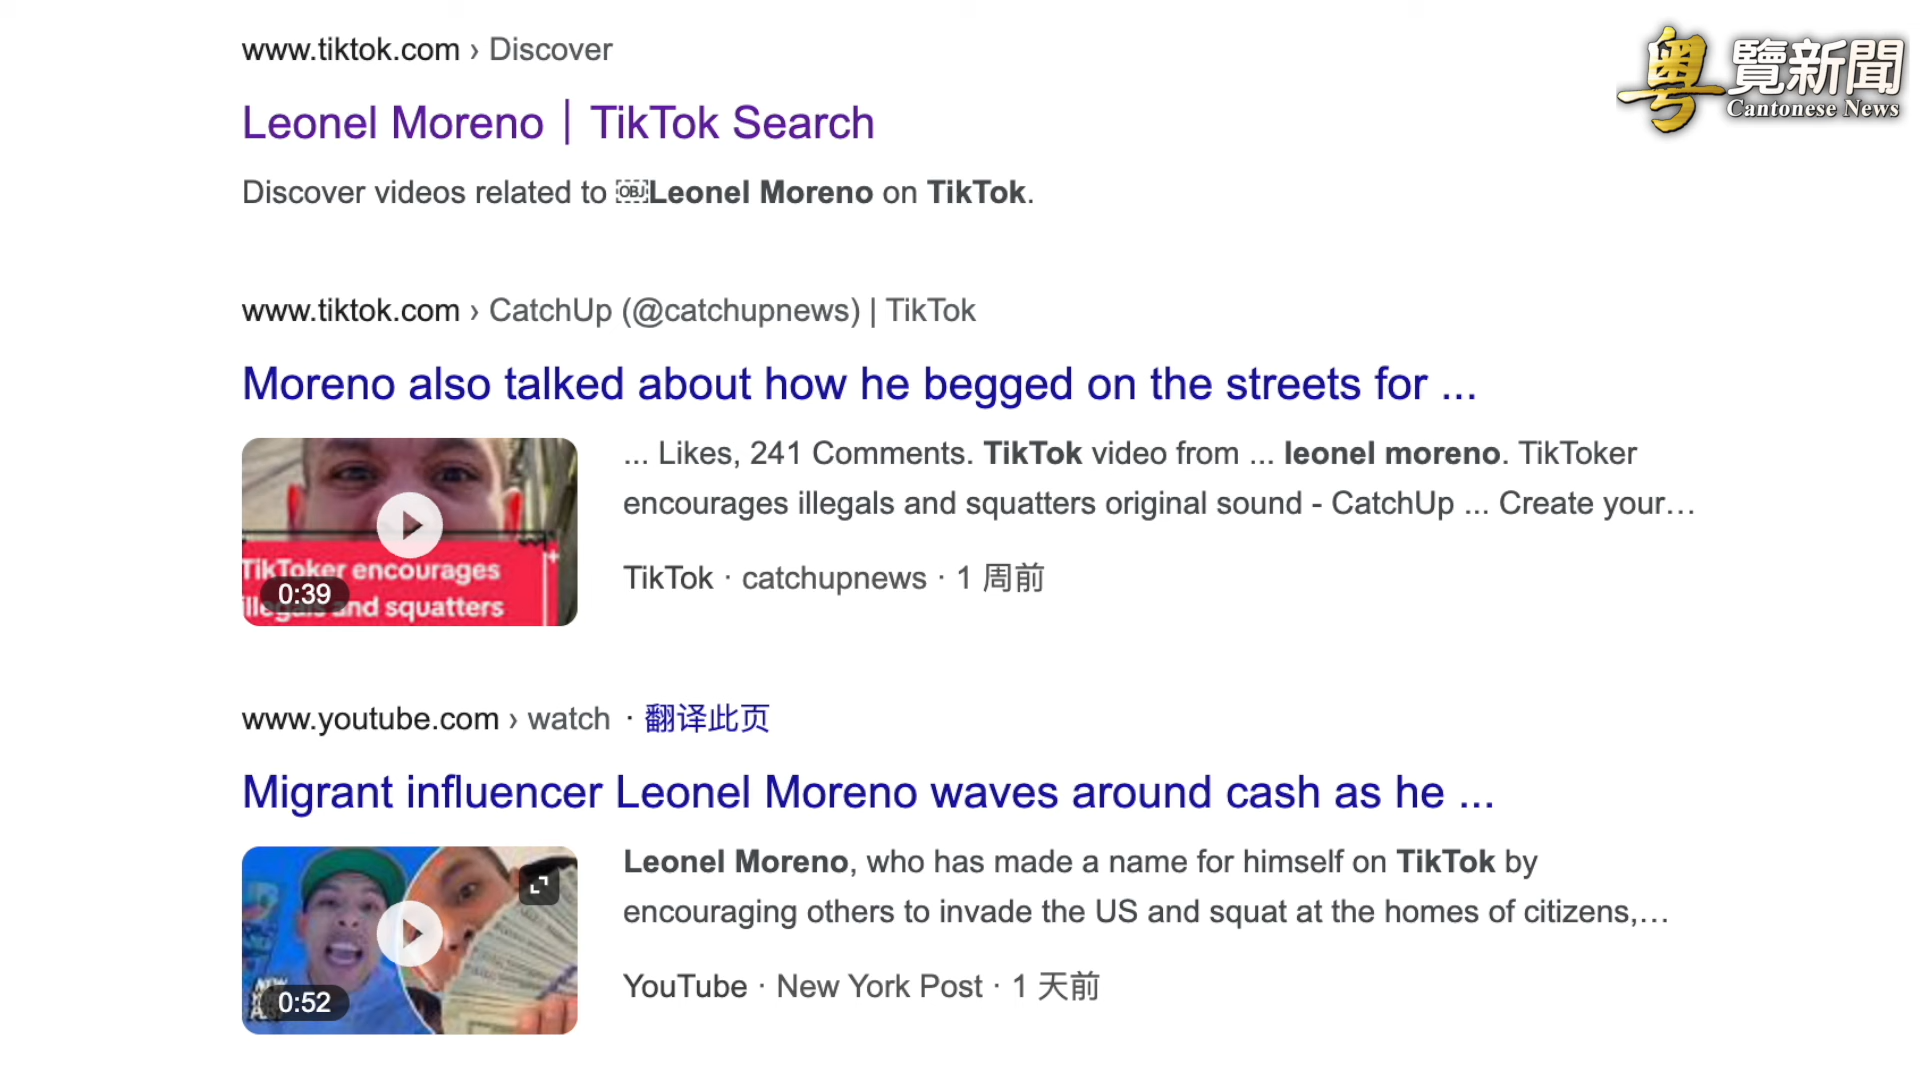 www.tiktok.com › Discover
粵覽新聞
Cantonese News
Leonel Moreno｜TikTok Search
Discover videos related to ￼Leonel Moreno on TikTok.
www.tiktok.com › CatchUp (@catchupnews) | TikTok
Moreno also talked about how he begged on the streets for ...
... Likes, 241 Comments. TikTok video from ... leonel moreno. TikToker
encourages illegals and squatters original sound - CatchUp ... Create your…
TikTok · catchupnews · 1 周前
TikToker encourages
illegals and squatters
0:39
www.youtube.com › watch · 翻译此页
Migrant influencer Leonel Moreno waves around cash as he ...
Leonel Moreno, who has made a name for himself on TikTok by
encouraging others to invade the US and squat at the homes of citizens,…
YouTube · New York Post · 1 天前
0:52